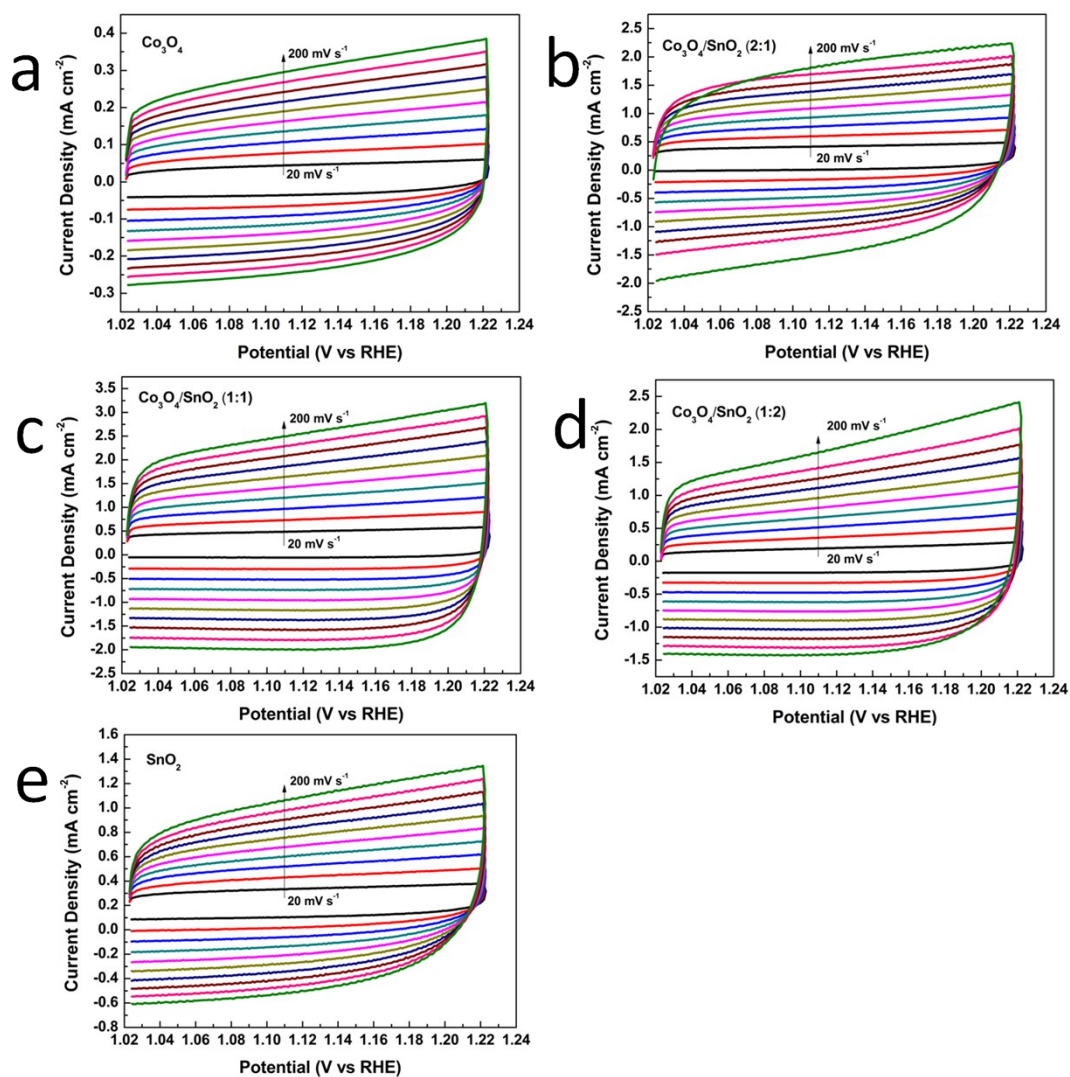 a
Co3O4
200 mV s-1
20 mV s-1
0.4
0.3
0.2
0.1
0.0
-0.1
-0.2
-0.3
1.02 1.04 1.06 1.08 1.10 1.12 1.14 1.16 1.18 1.20 1.22 1.24
Current Density (mA cm-2)
Potential (V vs RHE)
b
Co3O4/SnO2 (2:1)
200 mV s-1
20 mV s-1
2.5
2.0
1.5
1.0
0.5
0.0
-0.5
-1.0
-1.5
-2.0
-2.5
1.02 1.04 1.06 1.08 1.10 1.12 1.14 1.16 1.18 1.20 1.22 1.24
Current Density (mA cm-2)
Potential (V vs RHE)
c
Co3O4/SnO2 (1:1)
200 mV s-1
20 mV s-1
3.5
3.0
2.5
2.0
1.5
1.0
0.5
0.0
-0.5
-1.0
-1.5
-2.0
-2.5
1.02 1.04 1.06 1.08 1.10 1.12 1.14 1.16 1.18 1.20 1.22 1.24
Current Density (mA cm-2)
Potential (V vs RHE)
d
Co3O4/SnO2 (1:2)
200 mV s-1
20 mV s-1
2.5
2.0
1.5
1.0
0.5
0.0
-0.5
-1.0
-1.5
1.02 1.04 1.06 1.08 1.10 1.12 1.14 1.16 1.18 1.20 1.22 1.24
Current Density (mA cm-2)
Potential (V vs RHE)
e
SnO2
200 mV s-1
20 mV s-1
1.6
1.4
1.2
1.0
0.8
0.6
0.4
0.2
0.0
-0.2
-0.4
-0.6
-0.8
1.02 1.04 1.06 1.08 1.10 1.12 1.14 1.16 1.18 1.20 1.22 1.24
Current Density (mA cm-2)
Potential (V vs RHE)